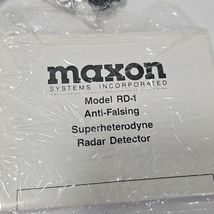 maxon
SYSTEMS INCORPORATED
Model RD-1
Anti-Falsing
Superheterodyne
Radar Detector